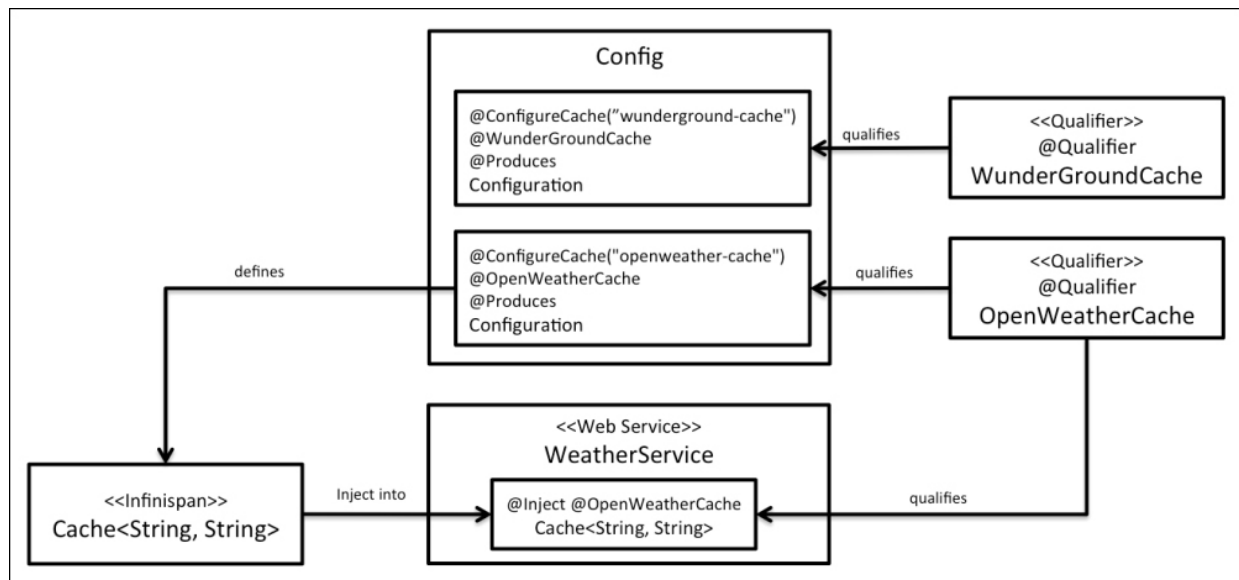 Config
@ConfigureCache(”wunderground-cache")
@WunderGroundCache
@Produces
Configuration
qualifies
<<Qualifier>>
@Qualifier
WunderGroundCache
defines
@ConfigureCache("openweather-cache")
@OpenWeatherCache
@Produces
Configuration
qualifies
<<Qualifier>>
@Qualifier
OpenWeatherCache
<<Infinispan>>
Cache<String, String>
Inject into
<<Web Service>>
WeatherService
@Inject @OpenWeatherCache
Cache<String, String>
qualifies